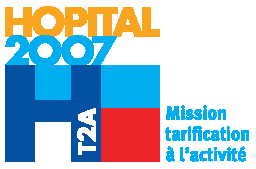 HOPITAL
2007
H
T2A
Mission
tarification
à l'activité